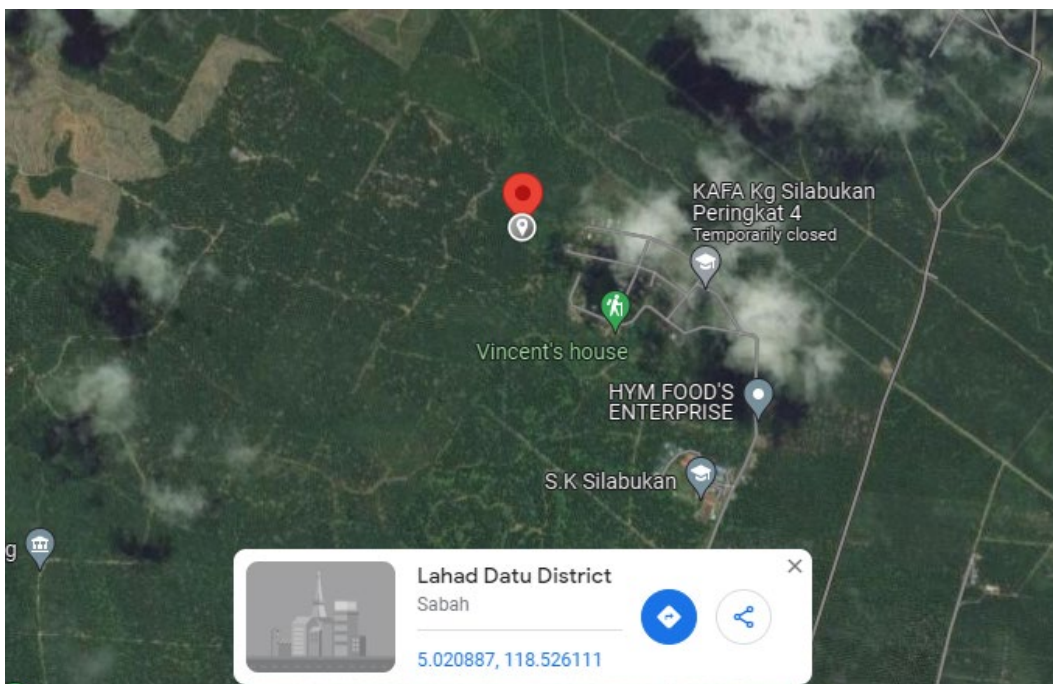 KAFA Kg Silabukan
Peringkat 4
Temporarily closed
Vincent's house
HYM FOOD'S
ENTERPRISE
S.K Silabukan
g
Lahad Datu District
Sabah
5.020887, 118.526111